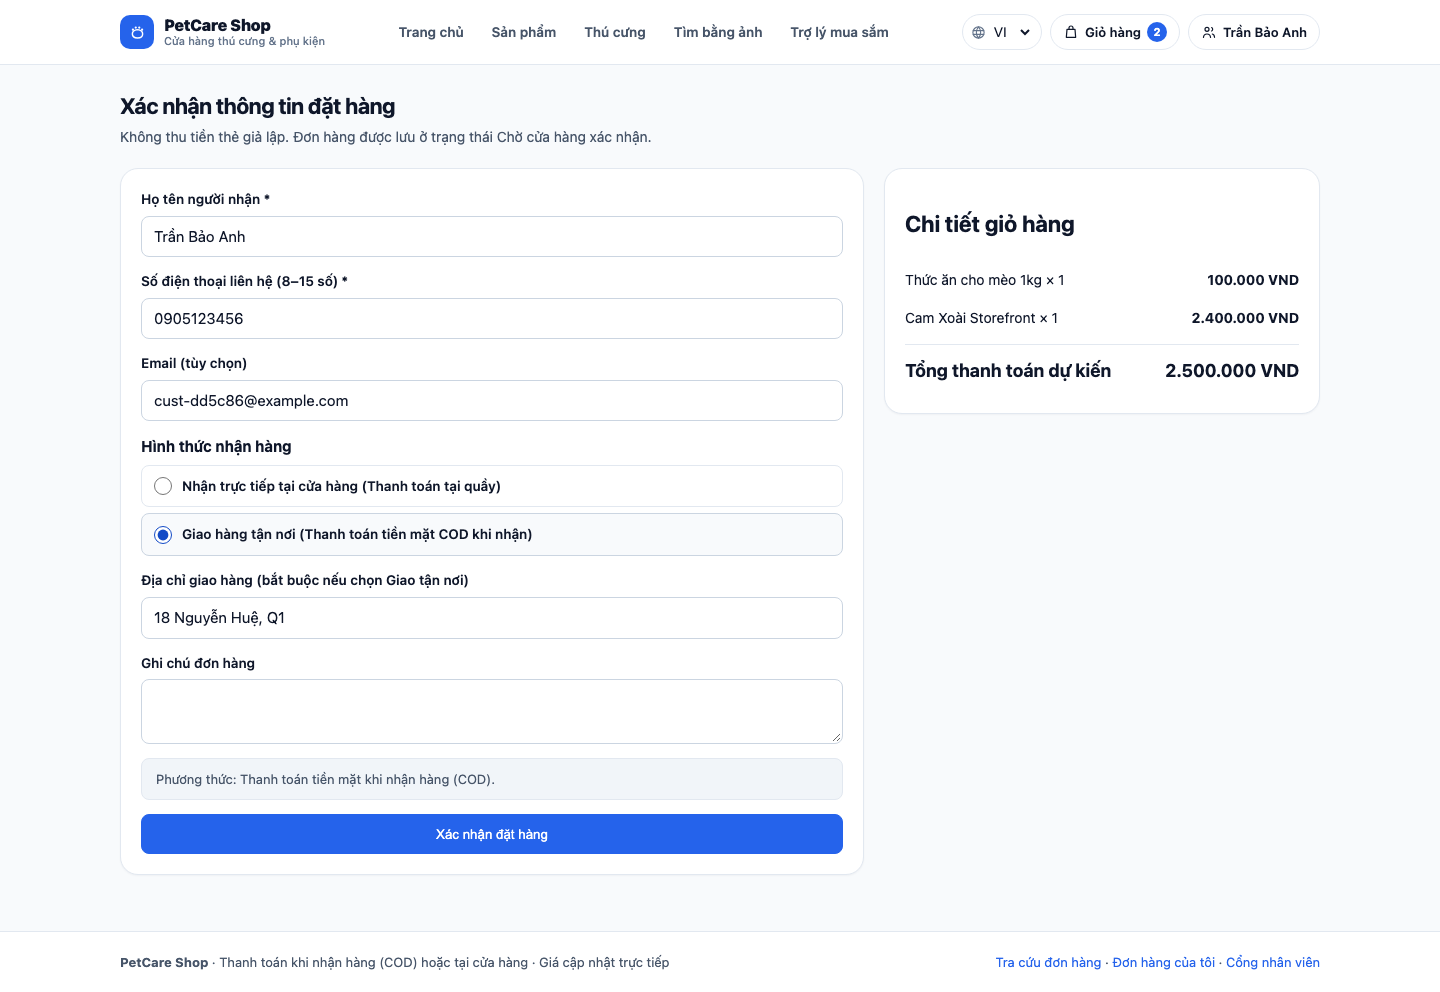 PetCare Shop
Cửa hàng thú cưng & phụ kiện
Trang chủ
Sản phẩm
Thú cưng
Tìm bằng ảnh
Trợ lý mua sắm
VI
Giỏ hàng 2
Trần Bảo Anh
Xác nhận thông tin đặt hàng
Không thu tiền thẻ giả lập. Đơn hàng được lưu ở trạng thái Chờ cửa hàng xác nhận.
Họ tên người nhận *
Trần Bảo Anh
Số điện thoại liên hệ (8–15 số) *
0905123456
Email (tùy chọn)
cust-dd5c86@example.com
Hình thức nhận hàng
Nhận trực tiếp tại cửa hàng (Thanh toán tại quầy)
Giao hàng tận nơi (Thanh toán tiền mặt COD khi nhận)
Địa chỉ giao hàng (bắt buộc nếu chọn Giao tận nơi)
18 Nguyễn Huệ, Q1
Ghi chú đơn hàng
Phương thức: Thanh toán tiền mặt khi nhận hàng (COD).
Xác nhận đặt hàng
Chi tiết giỏ hàng
Thức ăn cho mèo 1kg × 1 100.000 VND
Cam Xoài Storefront × 1 2.400.000 VND
Tổng thanh toán dự kiến 2.500.000 VND
PetCare Shop · Thanh toán khi nhận hàng (COD) hoặc tại cửa hàng · Giá cập nhật trực tiếp
Tra cứu đơn hàng · Đơn hàng của tôi · Cổng nhân viên